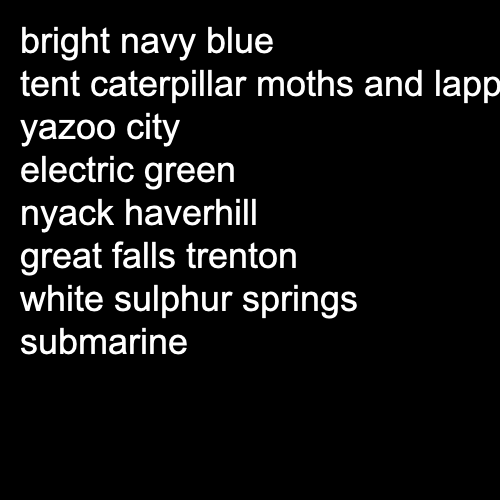 bright navy blue
tent caterpillar moths and lapp
yazoo city
electric green
nyack haverhill
great falls trenton
white sulphur springs
submarine